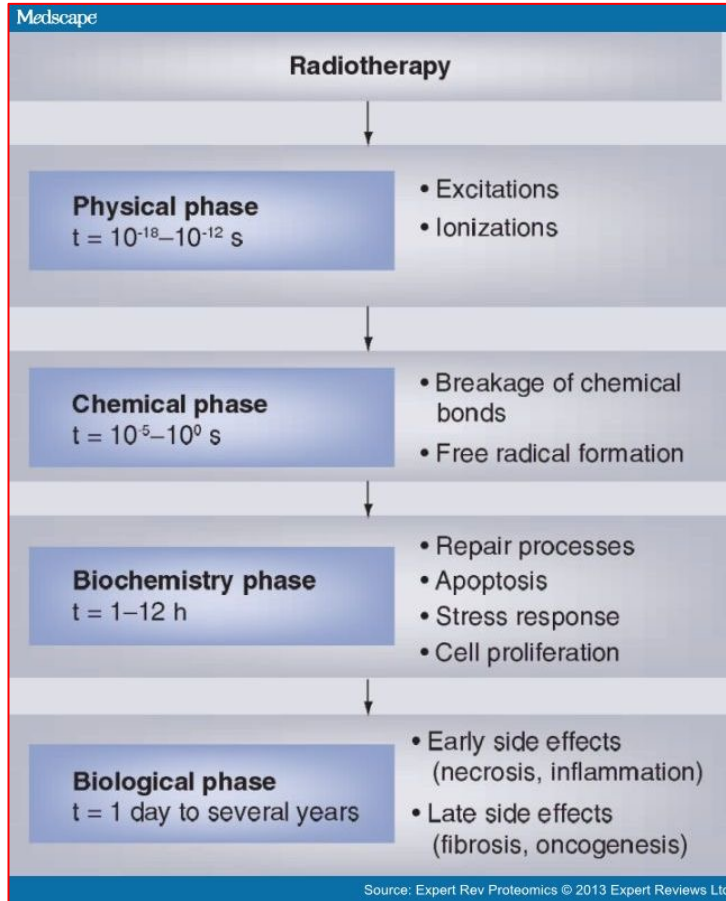 Medscape
Radiotherapy
Physical phase
t = 10⁻¹⁸–10⁻¹² s
• Excitations
• Ionizations
Chemical phase
t = 10⁻⁵–10⁰ s
• Breakage of chemical
bonds
• Free radical formation
Biochemistry phase
t = 1–12 h
• Repair processes
• Apoptosis
• Stress response
• Cell proliferation
Biological phase
t = 1 day to several years
• Early side effects
(necrosis, inflammation)
• Late side effects
(fibrosis, oncogenesis)
Source: Expert Rev Proteomics © 2013 Expert Reviews Ltd